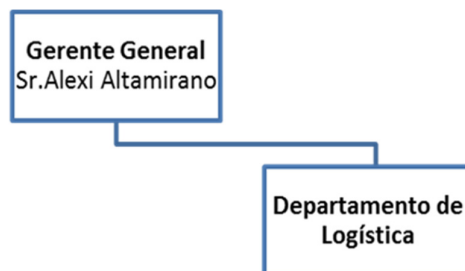 Gerente General
Sr.Alexi Altamirano
Departamento de
Logística